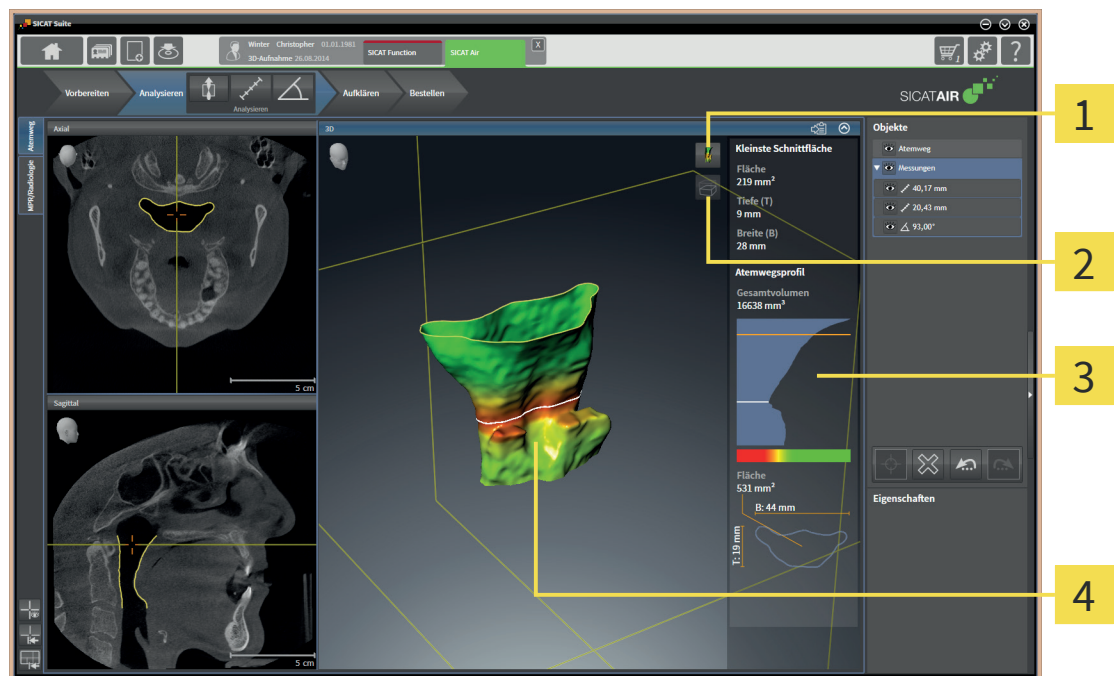 SICAT Suite
Winter Christopher 01.01.1981
3D-Aufnahme 26.08.2014
SICAT Function
SICAT Air
X
1
?
Vorbereiten
Analysieren
Analysieren
Aufklären
Bestellen
SICATAIR
Atemweg
MPR/Radiologie
Axial
5 cm
Sagittal
5 cm
3D
Kleinste Schnittfläche
Fläche
219 mm²
Tiefe (T)
9 mm
Breite (B)
28 mm
Atemwegsprofil
Gesamtvolumen
16638 mm³
Fläche
531 mm²
B: 44 mm
T: 19 mm
Objekte
Atemweg
Messungen
40,17 mm
20,43 mm
93,00°
Eigenschaften
1
2
3
4